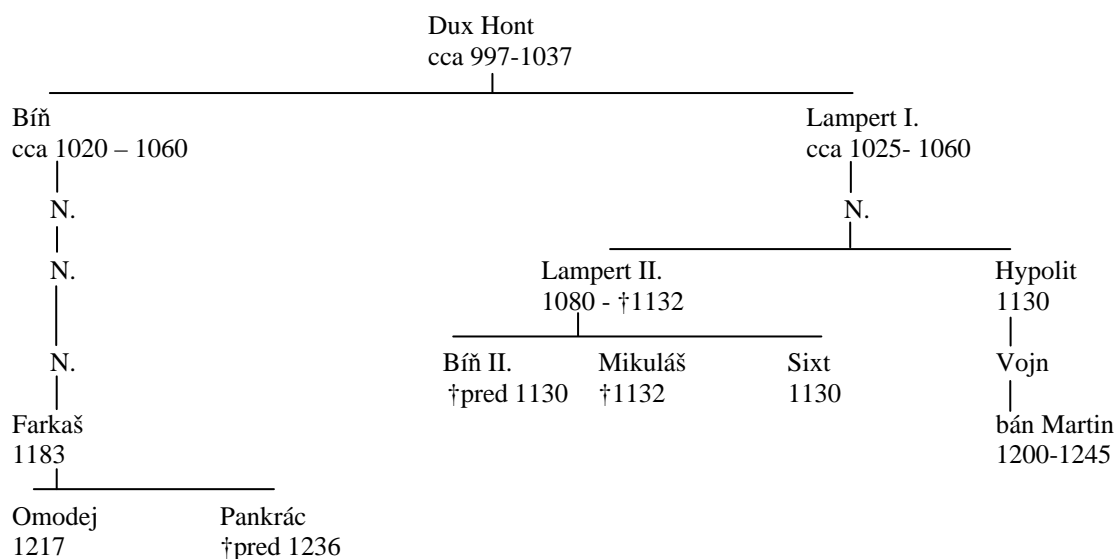 Dux Hont
cca 997-1037
Bíň
cca 1020 – 1060
Lampert I.
cca 1025- 1060
N.
N.
N.
Lampert II.
1080 - †1132
Hypolit
1130
N.
Bíň II.
†pred 1130
Mikuláš
†1132
Sixt
1130
Vojn
Farkaš
1183
bán Martin
1200-1245
Omodej
1217
Pankrác
†pred 1236